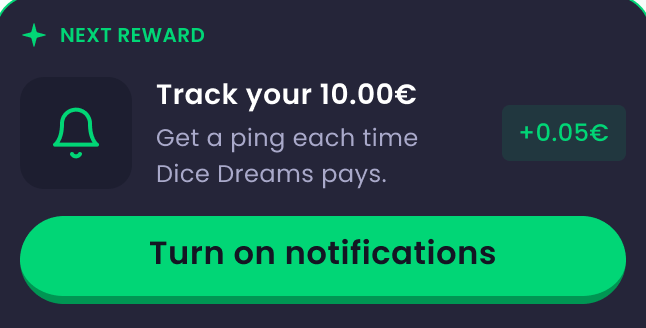 NEXT REWARD
Track your 10.00€
Get a ping each time
Dice Dreams pays.
+0.05€
Turn on notifications